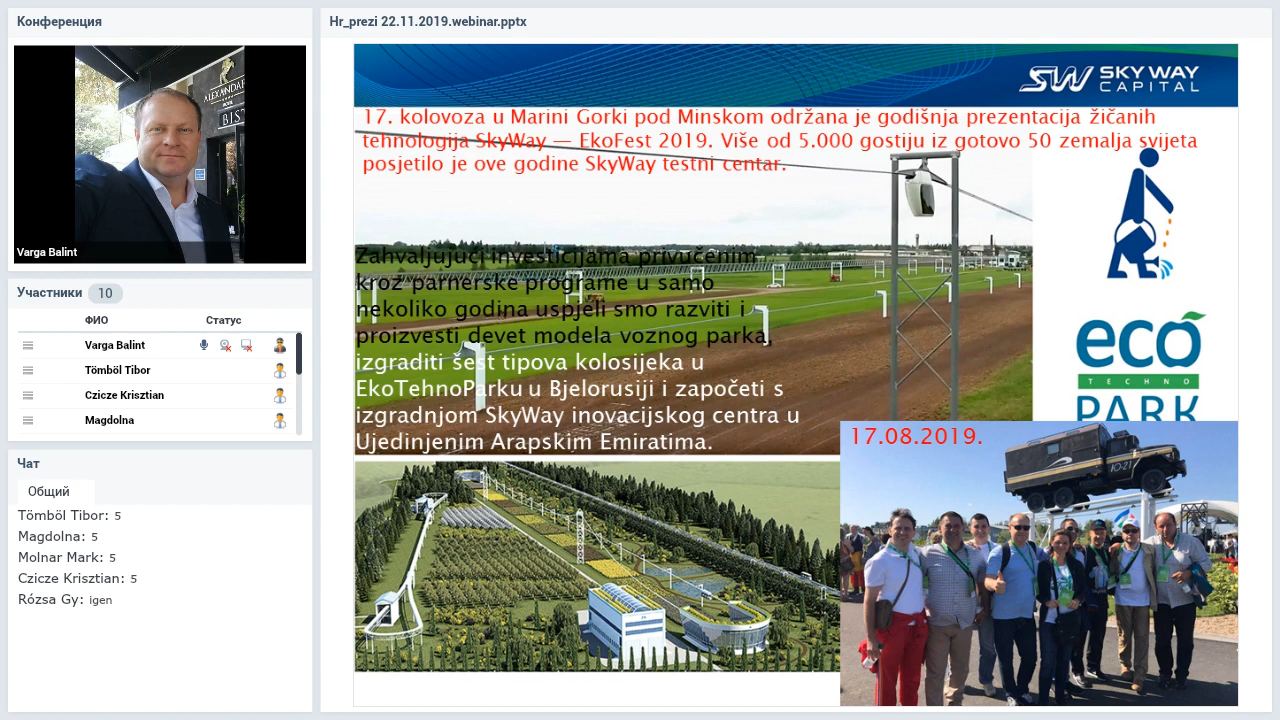 Конференция
ALEXANDAR
BIST
Varga Balint
Участники 10
ФИО Статус
Varga Balint
Tömböl Tibor
Czicze Krisztian
Magdolna
Чат
Общий
Tömböl Tibor: 5
Magdolna: 5
Molnar Mark: 5
Czicze Krisztian: 5
Rózsa Gy: igen
Hr_prezi 22.11.2019.webinar.pptx
SW SKY WAY
CAPITAL
17. kolovoza u Marini Gorki pod Minskom održana je godišnja prezentacija žičanih
tehnologija SkyWay — EkoFest 2019. Više od 5.000 gostiju iz gotovo 50 zemalja svijeta
posjetilo je ove godine SkyWay testni centar.
Zahvaljujući investicijama privučenim
kroz parnerske programe u samo
nekoliko godina uspjeli smo razviti i
proizvesti devet modela voznog parka,
izgraditi šest tipova kolosijeka u
EkoTehnoParku u Bjelorusiji i započeti s
izgradnjom SkyWay inovacijskog centra u
Ujedinjenim Arapskim Emiratima.
eco
TECHNO
PARK
17.08.2019.
Ю-21